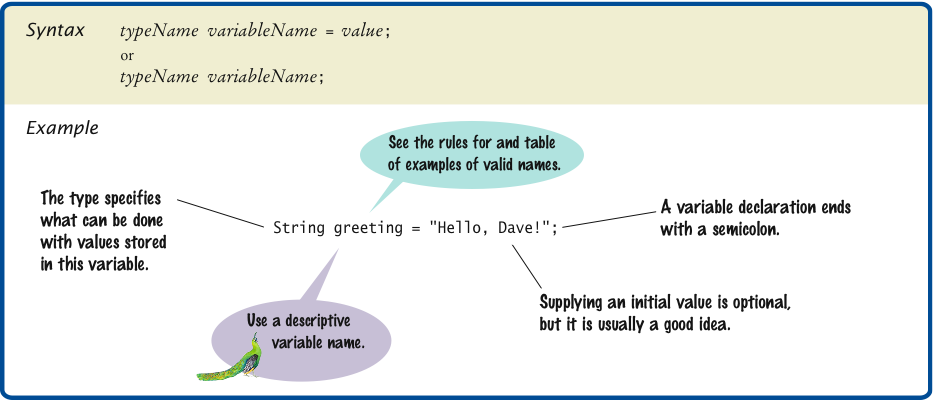 Syntax typeName variableName = value;
or
typeName variableName;
Example
See the rules for and table
of examples of valid names.
The type specifies
what can be done
with values stored
in this variable.
String greeting = "Hello, Dave!";
A variable declaration ends
with a semicolon.
Supplying an initial value is optional,
but it is usually a good idea.
Use a descriptive
variable name.